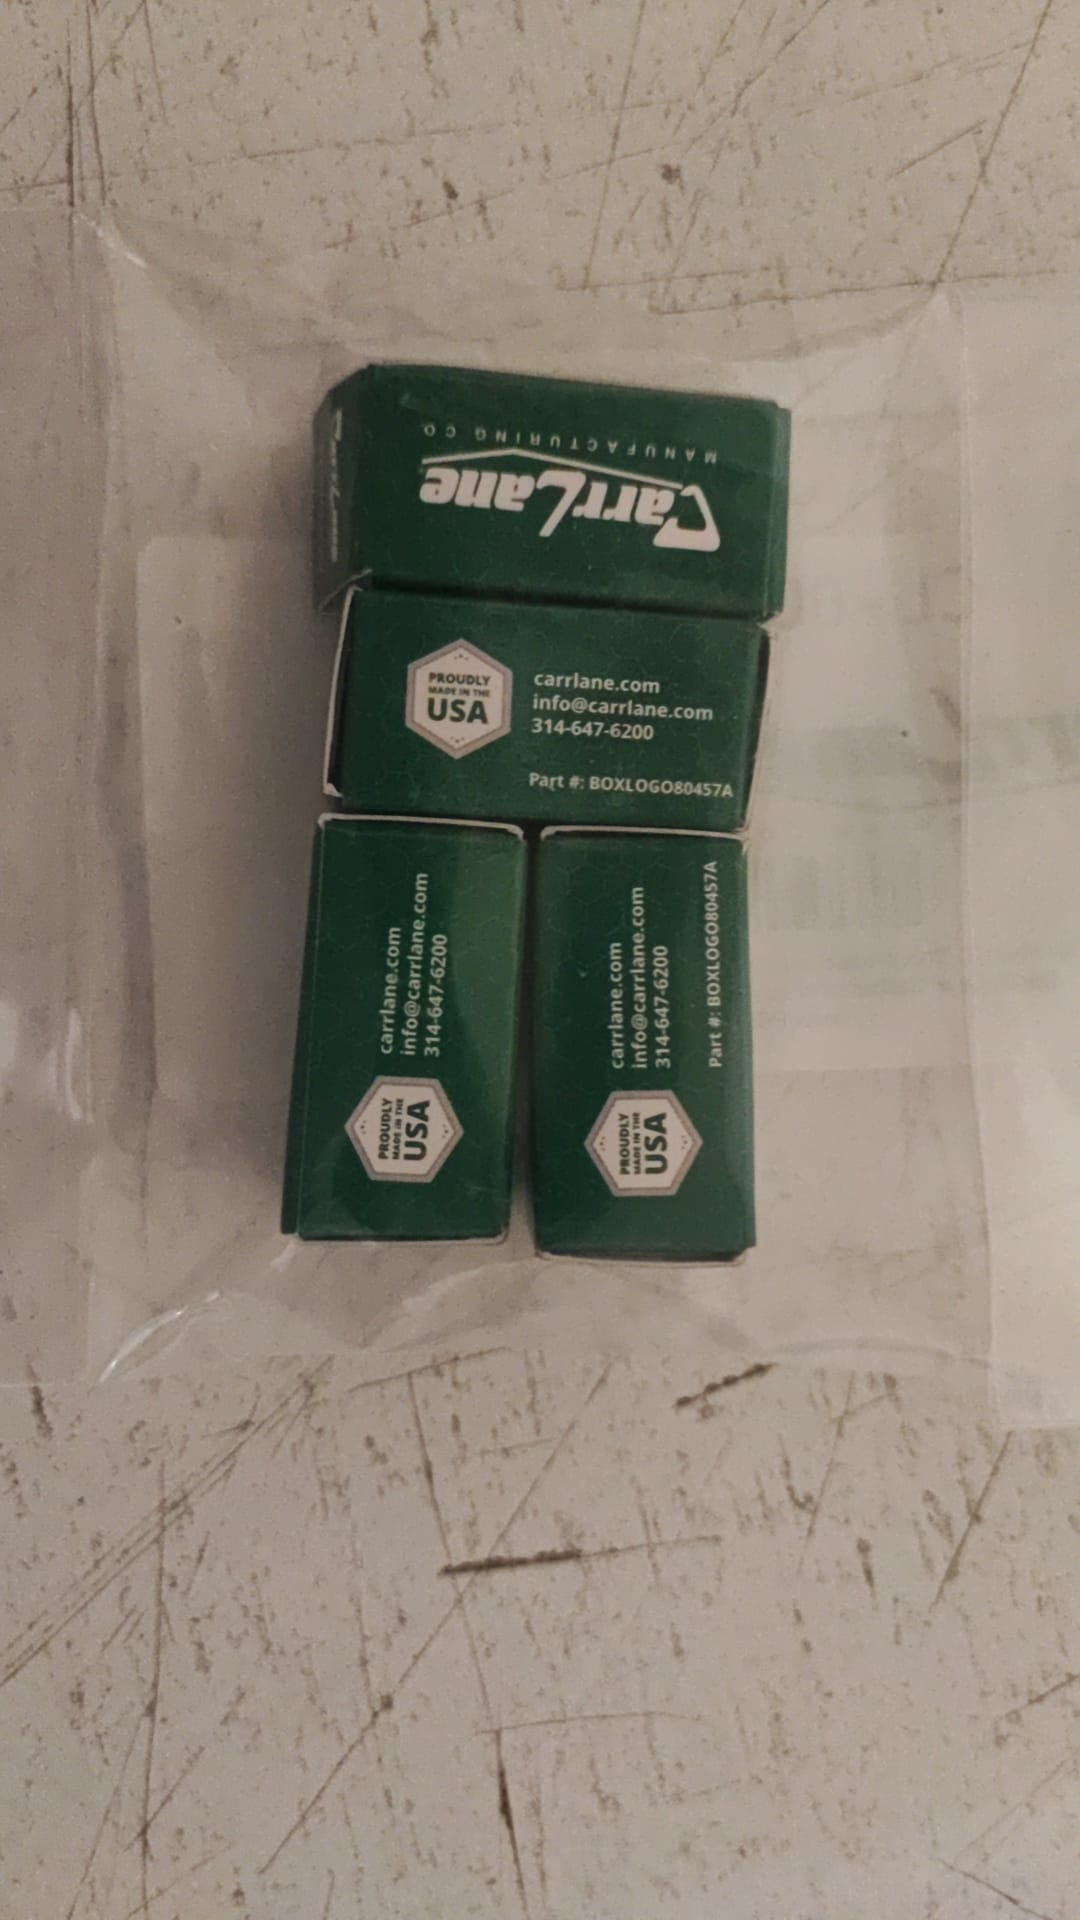 CarrLane
MANUFACTURING CO.
CarrLane
PROUDLY
MADE IN THE
USA
carrlane.com
info@carrlane.com
314-647-6200
Part #: BOXLOGO80457A
carrlane.com
info@carrlane.com
314-647-6200
PROUDLY
MADE IN THE
USA
carrlane.com
info@carrlane.com
314-647-6200
Part #: BOXLOGO80457A
PROUDLY
MADE IN THE
USA